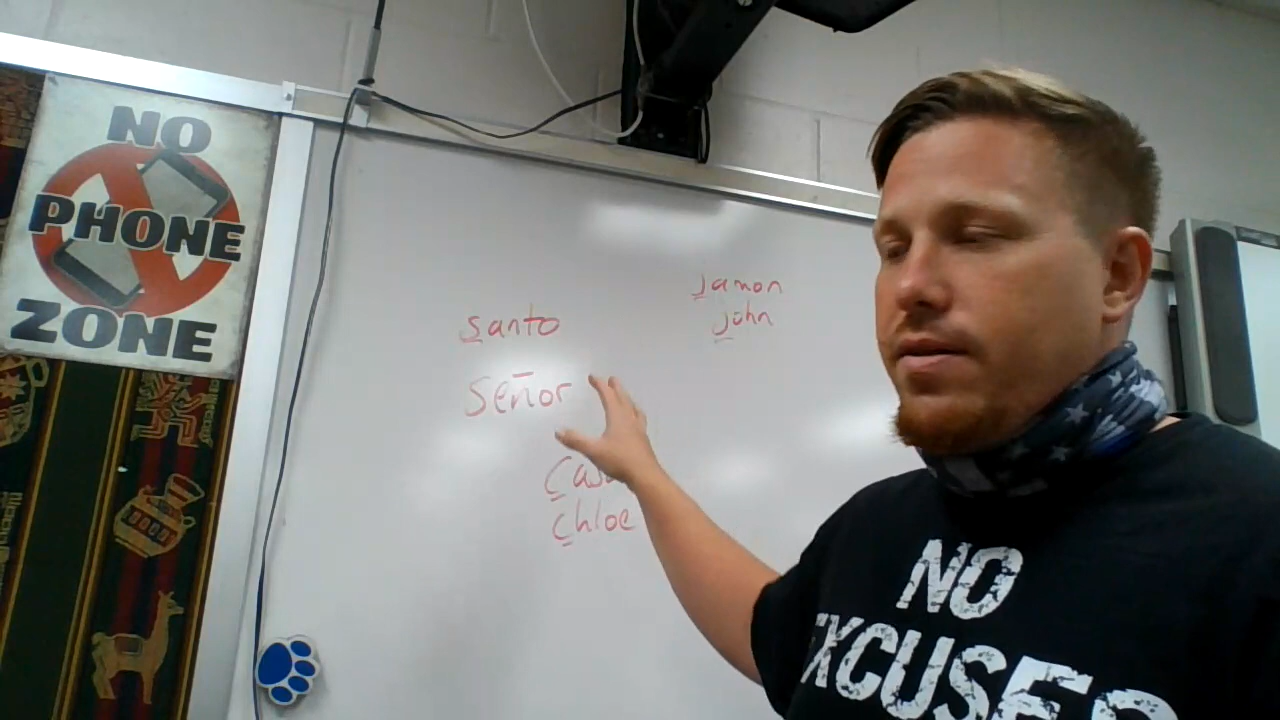 NO
PHONE
ZONE
santo
Señor
jamon
john
chloe
NO
EXCUSES